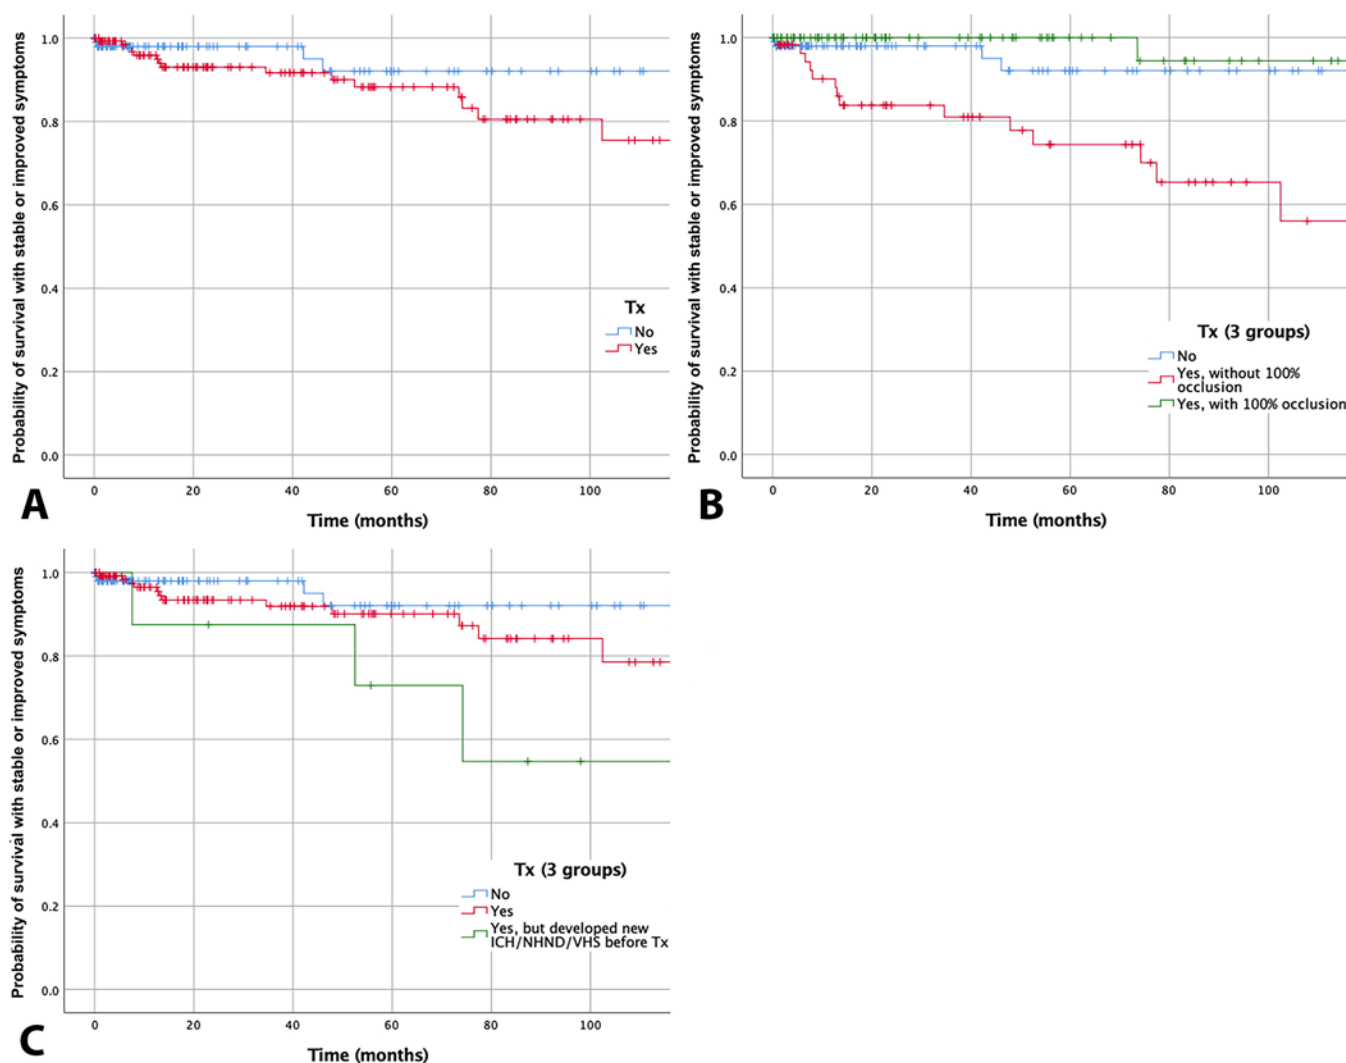 Probability of survival with stable or improved symptoms
1.0
0.8
0.6
0.4
0.2
0.0
Tx
No
Yes
0 20 40 60 80 100
Time (months)
A
Probability of survival with stable or improved symptoms
1.0
0.8
0.6
0.4
0.2
0.0
Tx (3 groups)
No
Yes, without 100%
occlusion
Yes, with 100% occlusion
0 20 40 60 80 100
Time (months)
B
Probability of survival with stable or improved symptoms
1.0
0.8
0.6
0.4
0.2
0.0
Tx (3 groups)
No
Yes
Yes, but developed new
ICH/NHND/VHS before Tx
0 20 40 60 80 100
Time (months)
C